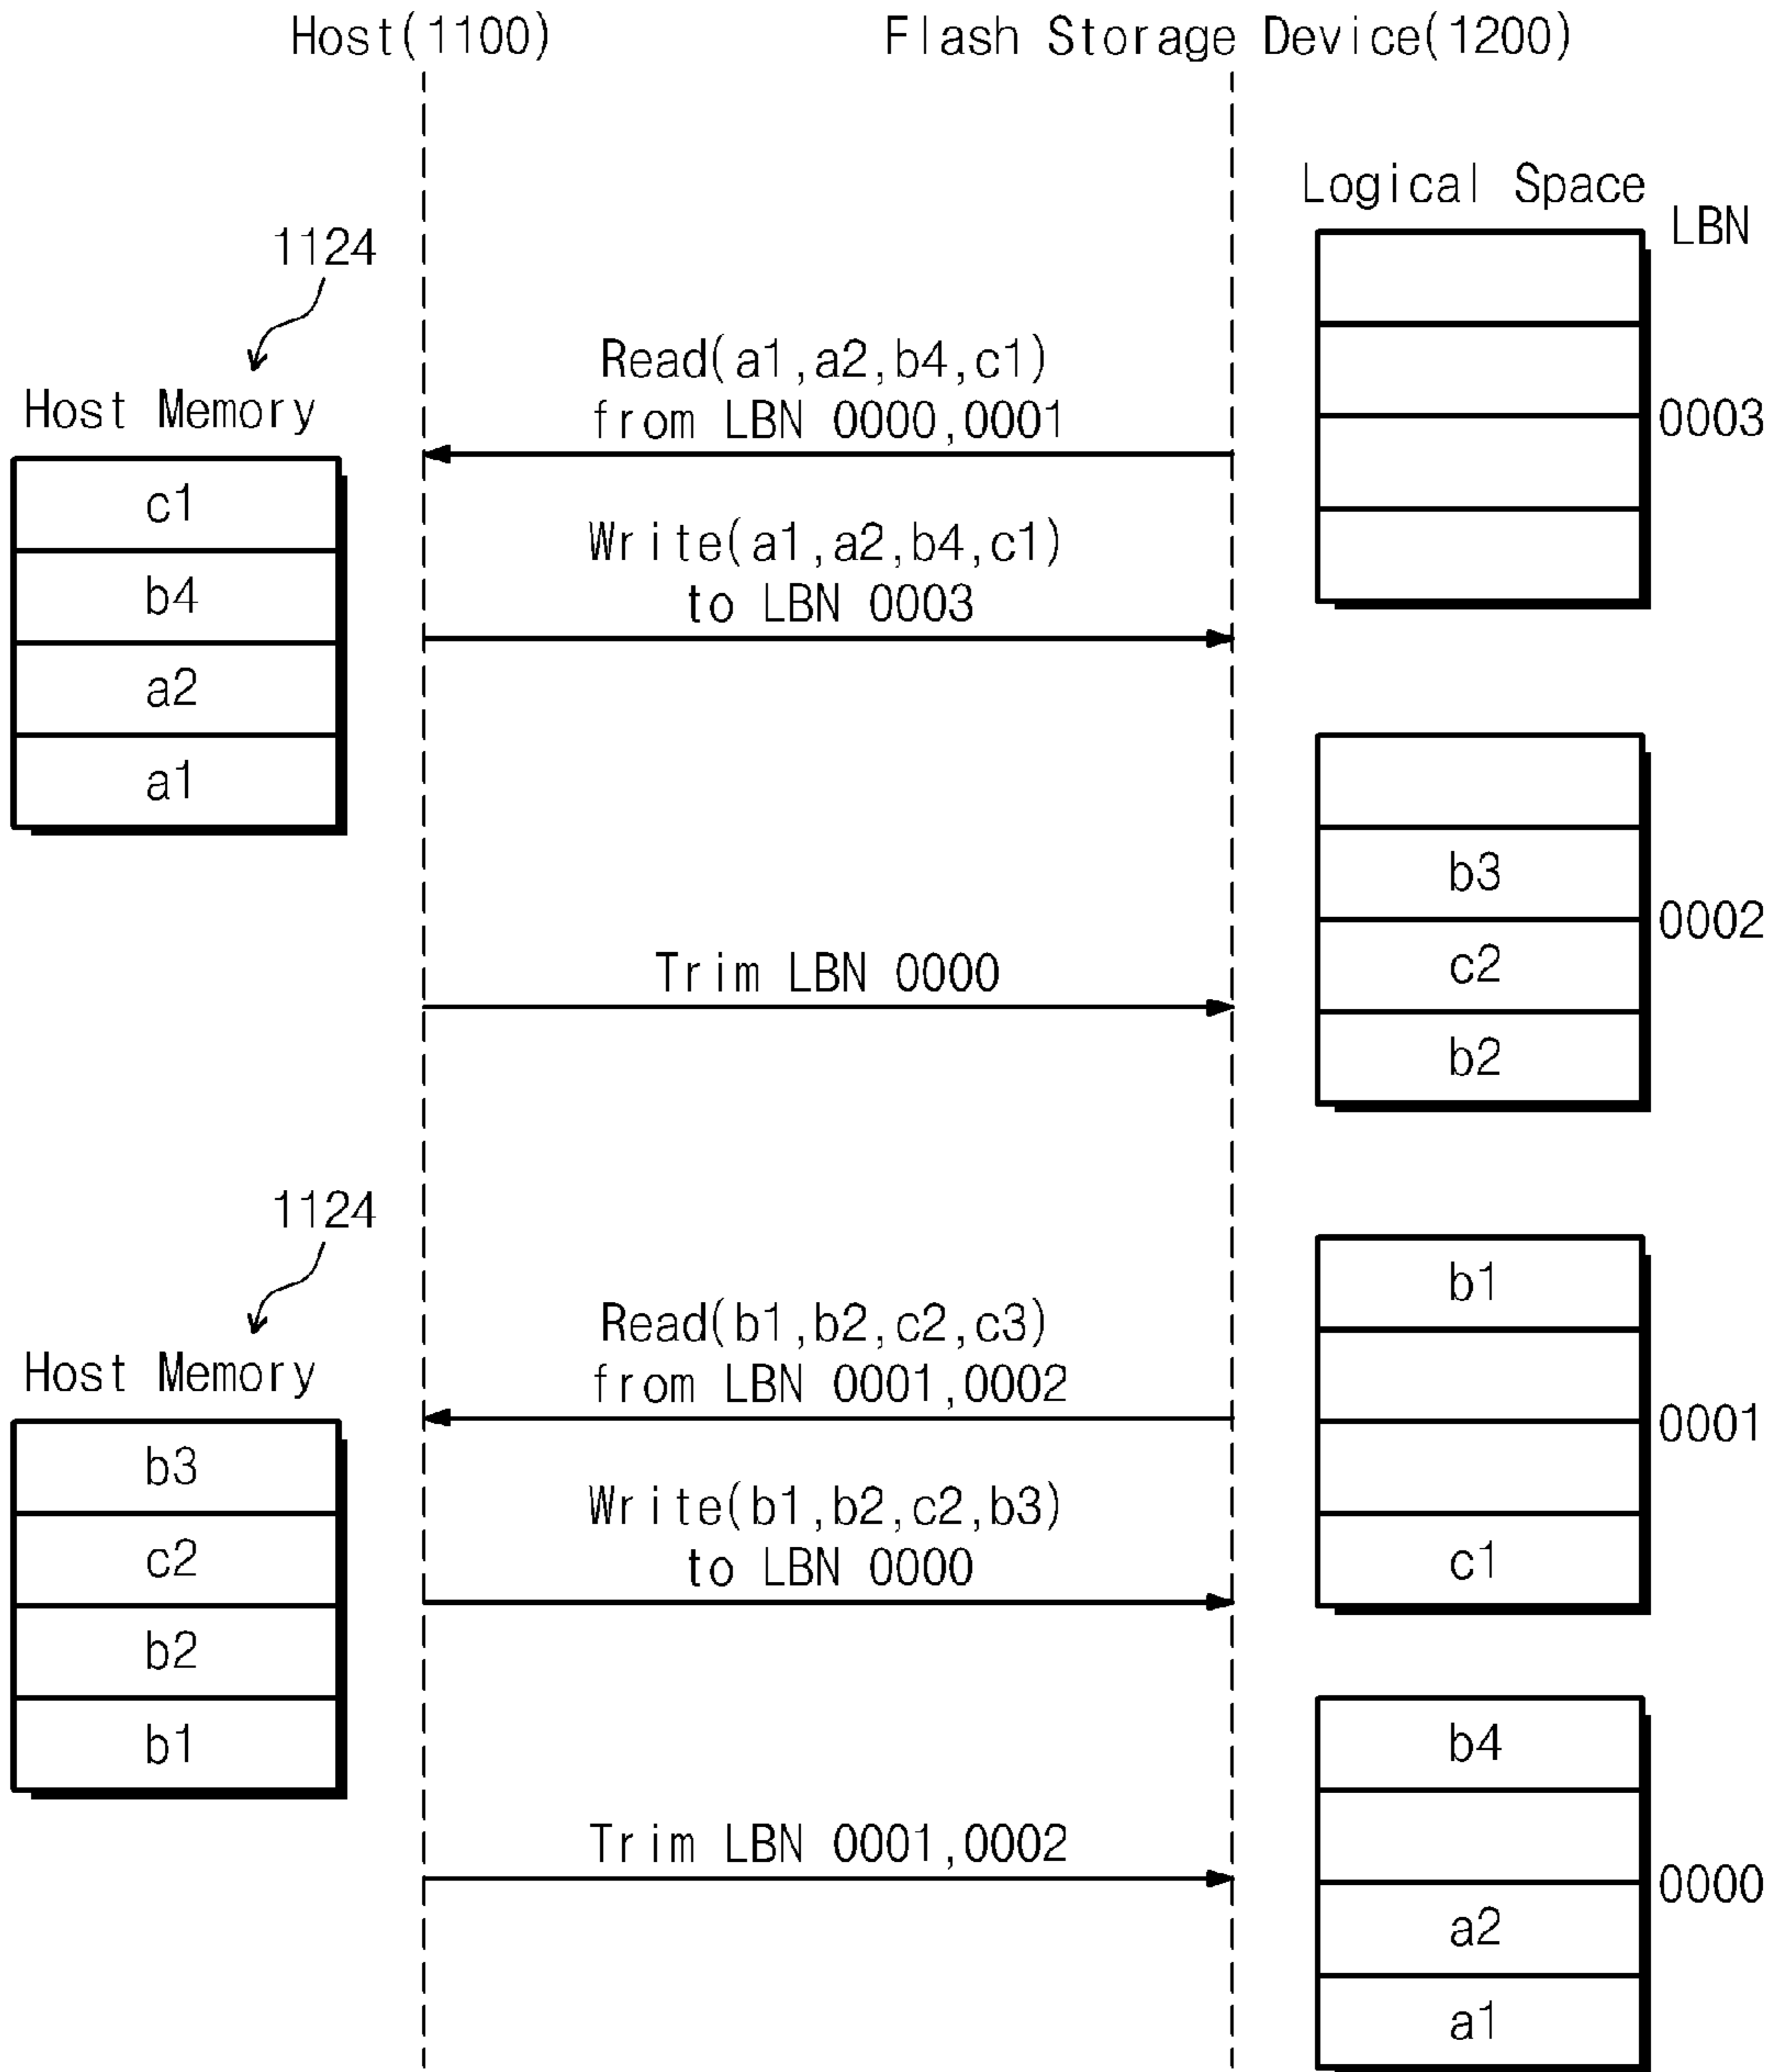 Host(1100)
Flash Storage Device(1200)
Logical Space
LBN
1124
Host Memory
c1
b4
a2
a1
Read(a1,a2,b4,c1)
from LBN 0000,0001
Write(a1,a2,b4,c1)
to LBN 0003
0003
Trim LBN 0000
b3
c2
b2
0002
1124
Host Memory
b3
c2
b2
b1
Read(b1,b2,c2,c3)
from LBN 0001,0002
Write(b1,b2,c2,b3)
to LBN 0000
b1
c1
0001
Trim LBN 0001,0002
b4
a2
a1
0000